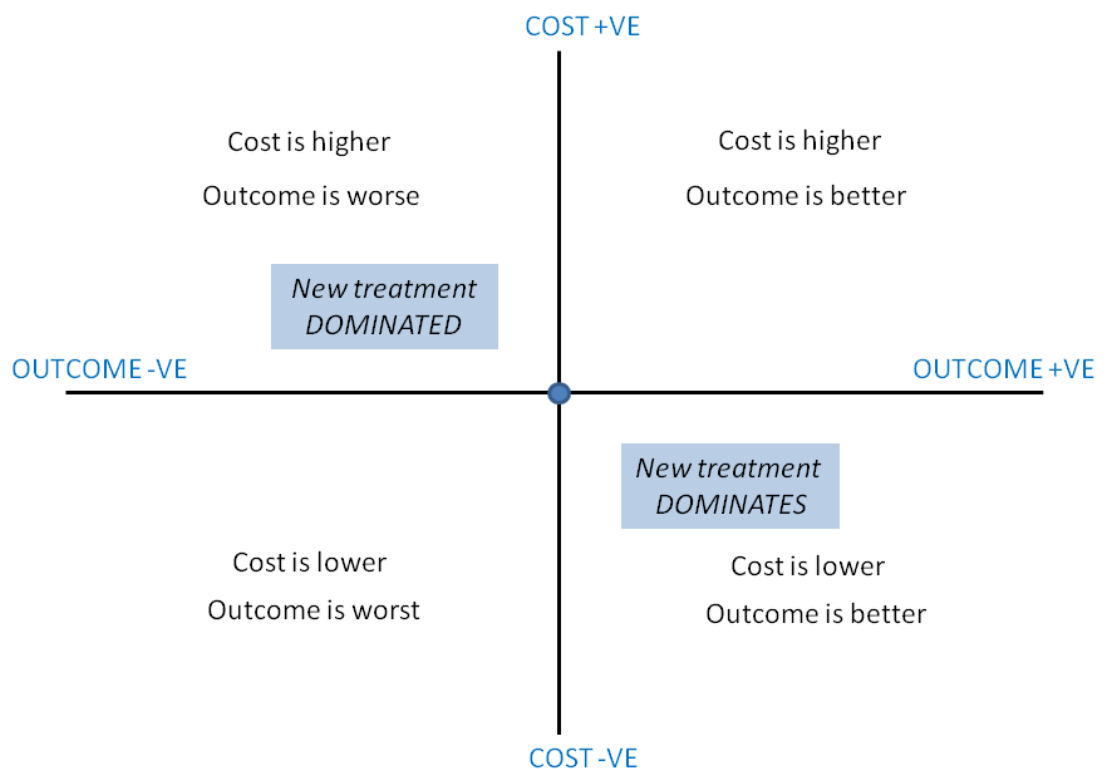 COST +VE
Cost is higher
Outcome is worse
Cost is higher
Outcome is better
New treatment
DOMINATED
OUTCOME -VE
OUTCOME +VE
New treatment
DOMINATES
Cost is lower
Outcome is worst
Cost is lower
Outcome is better
COST -VE